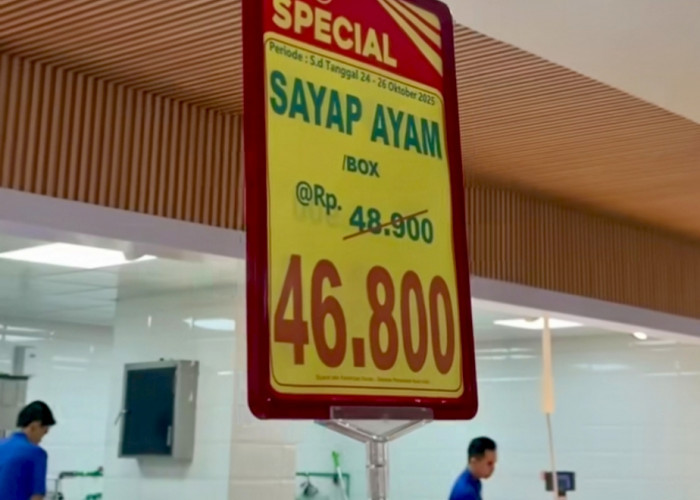 SPECIAL
Periode : S.d Tanggal 24 - 26 Oktober 2025
SAYAP AYAM
/BOX
@Rp. 48.900
46.800